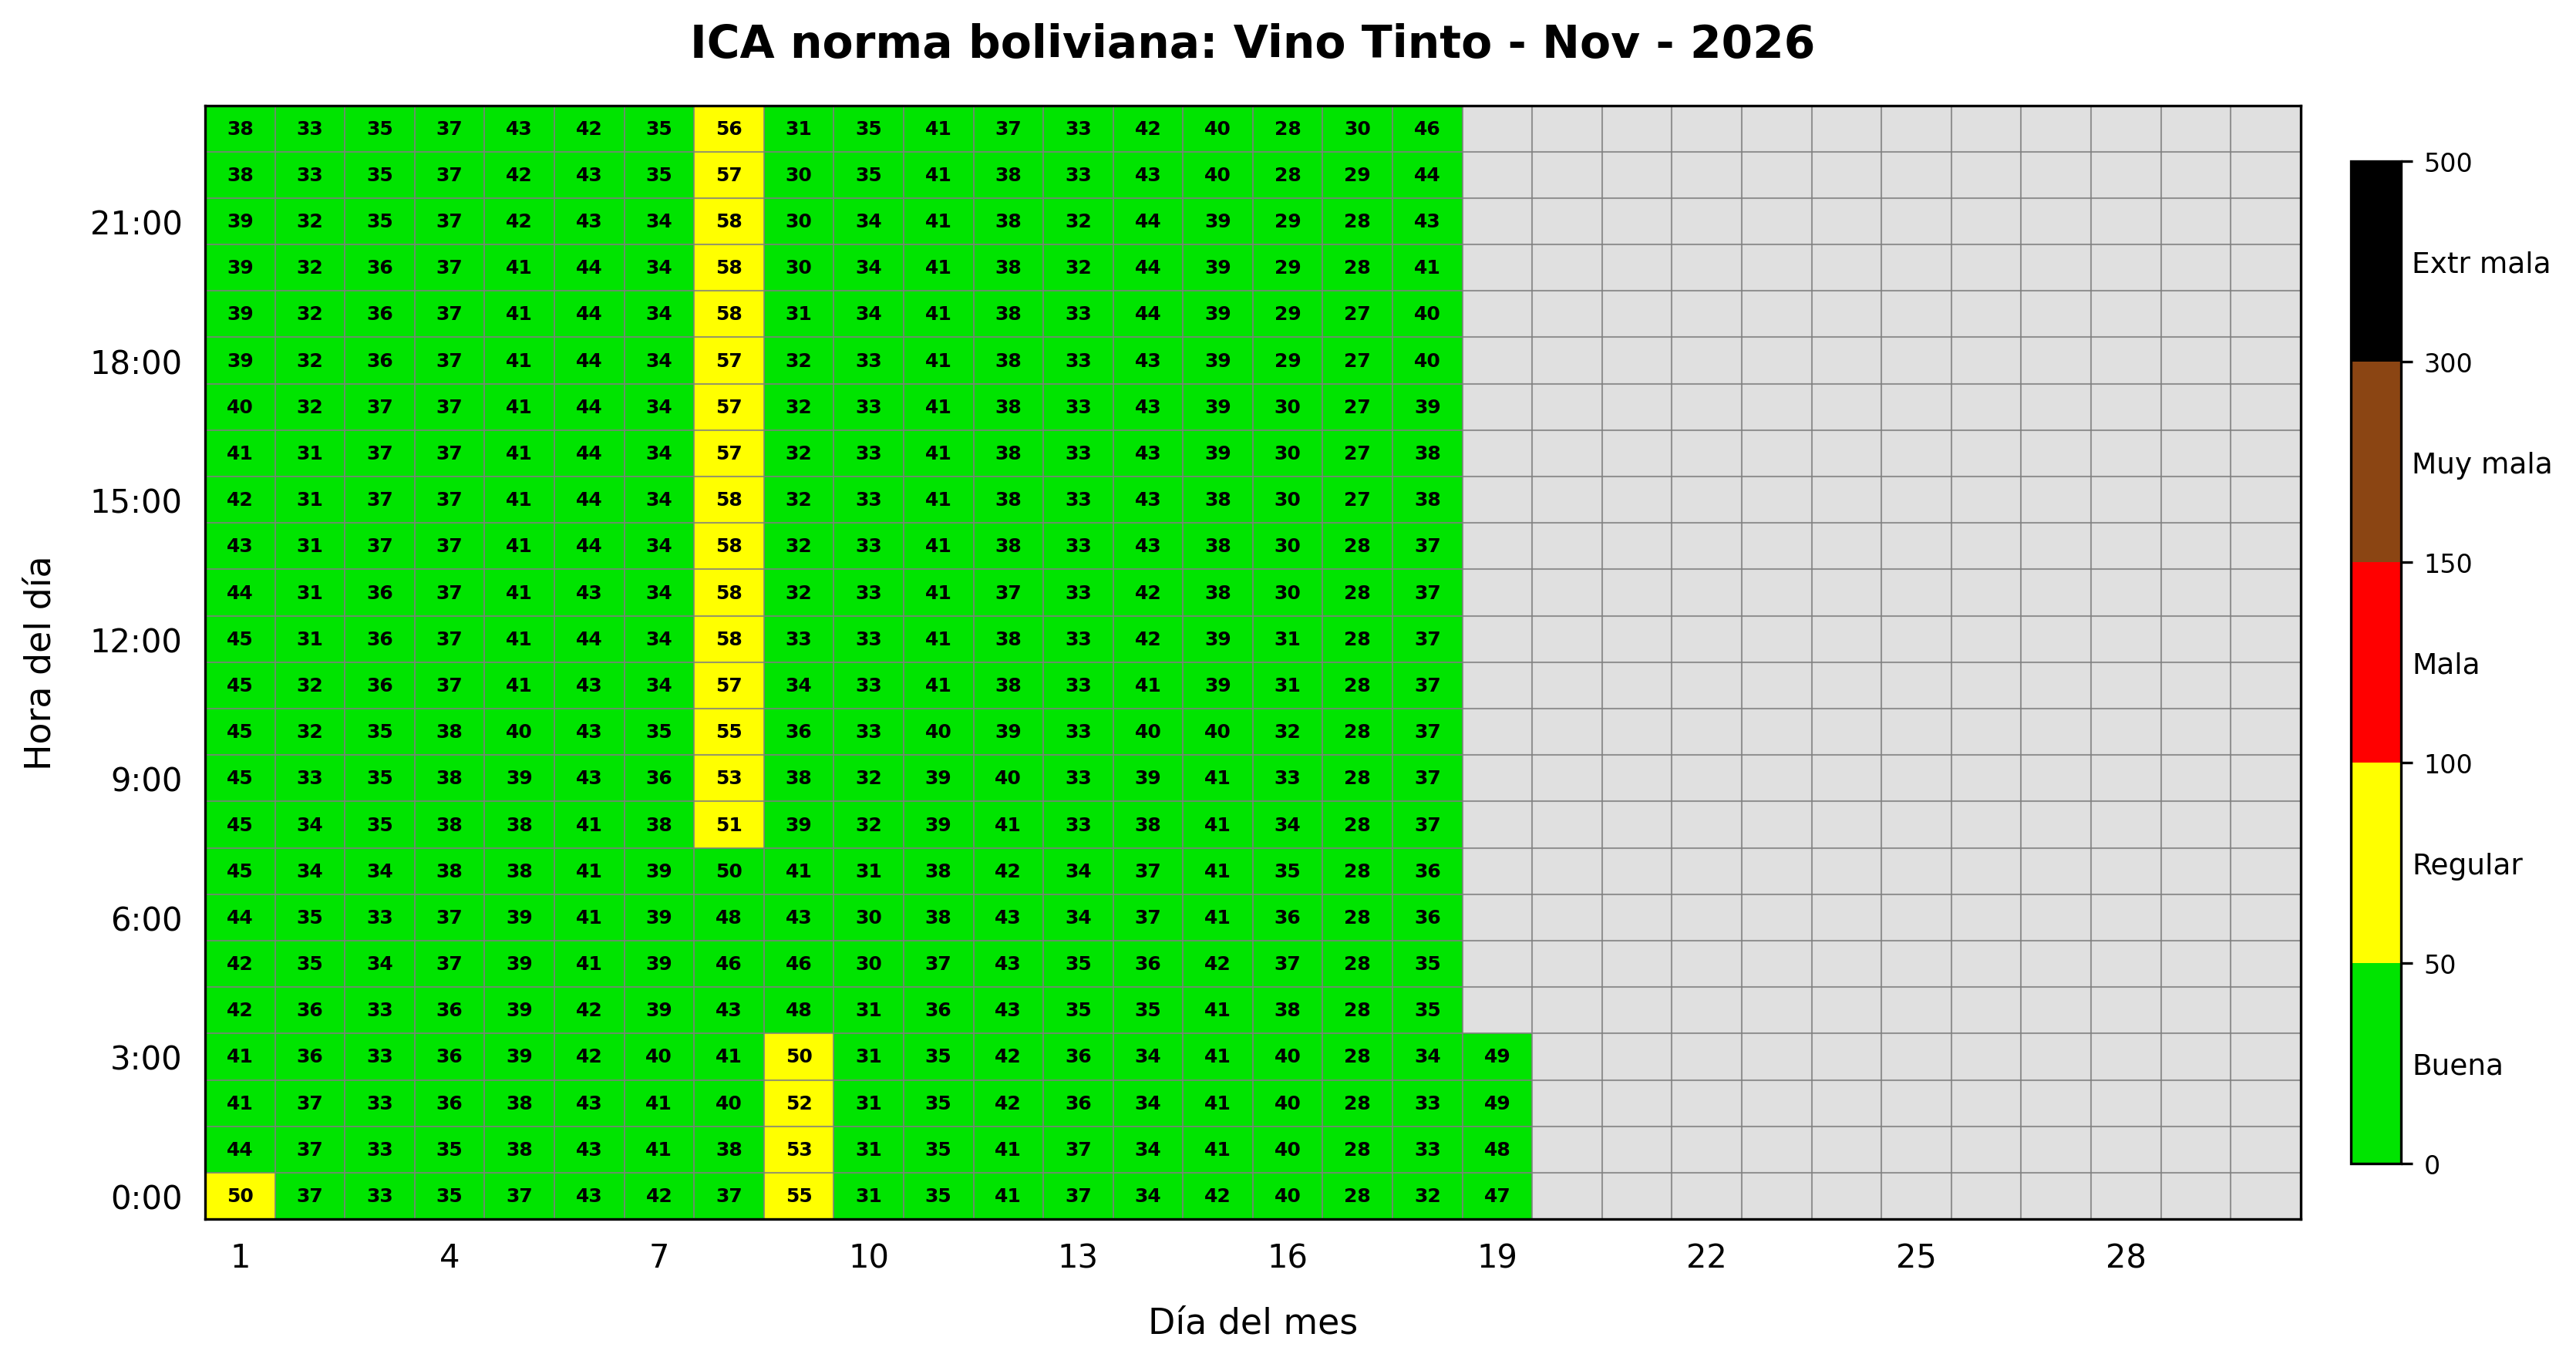 ICA norma boliviana: Vino Tinto - Nov - 2026
38 33 35 37 43 42 35 56 31 35 41 37 33 42 40 28 30 46
38 33 35 37 42 43 35 57 30 35 41 38 33 43 40 28 29 44
21:00 39 32 35 37 42 43 34 58 30 34 41 38 32 44 39 29 28 43
39 32 36 37 41 44 34 58 30 34 41 38 32 44 39 29 28 41
39 32 36 37 41 44 34 58 31 34 41 38 33 44 39 29 27 40
18:00 39 32 36 37 41 44 34 57 32 33 41 38 33 43 39 29 27 40
40 32 37 37 41 44 34 57 32 33 41 38 33 43 39 30 27 39
41 31 37 37 41 44 34 57 32 33 41 38 33 43 39 30 27 38
15:00 42 31 37 37 41 44 34 58 32 33 41 38 33 43 38 30 27 38
43 31 37 37 41 44 34 58 32 33 41 38 33 43 38 30 28 37
44 31 36 37 41 43 34 58 32 33 41 37 33 42 38 30 28 37
12:00 45 31 36 37 41 44 34 58 33 33 41 38 33 42 39 31 28 37
45 32 36 37 41 43 34 57 34 33 41 38 33 41 39 31 28 37
45 32 35 38 40 43 35 55 36 33 40 39 33 40 40 32 28 37
9:00 45 33 35 38 39 43 36 53 38 32 39 40 33 39 41 33 28 37
45 34 35 38 38 41 38 51 39 32 39 41 33 38 41 34 28 37
45 34 34 38 38 41 39 50 41 31 38 42 34 37 41 35 28 36
6:00 44 35 33 37 39 41 39 48 43 30 38 43 34 37 41 36 28 36
42 35 34 37 39 41 39 46 46 30 37 43 35 36 42 37 28 35
42 36 33 36 39 42 39 43 48 31 36 43 35 35 41 38 28 35
3:00 41 36 33 36 39 42 40 41 50 31 35 42 36 34 41 40 28 34 49
41 37 33 36 38 43 41 40 52 31 35 42 36 34 41 40 28 33 49
44 37 33 35 38 43 41 38 53 31 35 41 37 34 41 40 28 33 48
0:00 50 37 33 35 37 43 42 37 55 31 35 41 37 34 42 40 28 32 47
1 4 7 10 13 16 19 22 25 28
Día del mes
Hora del día
500
Extr mala
300
Muy mala
150
Mala
100
Regular
50
Buena
0